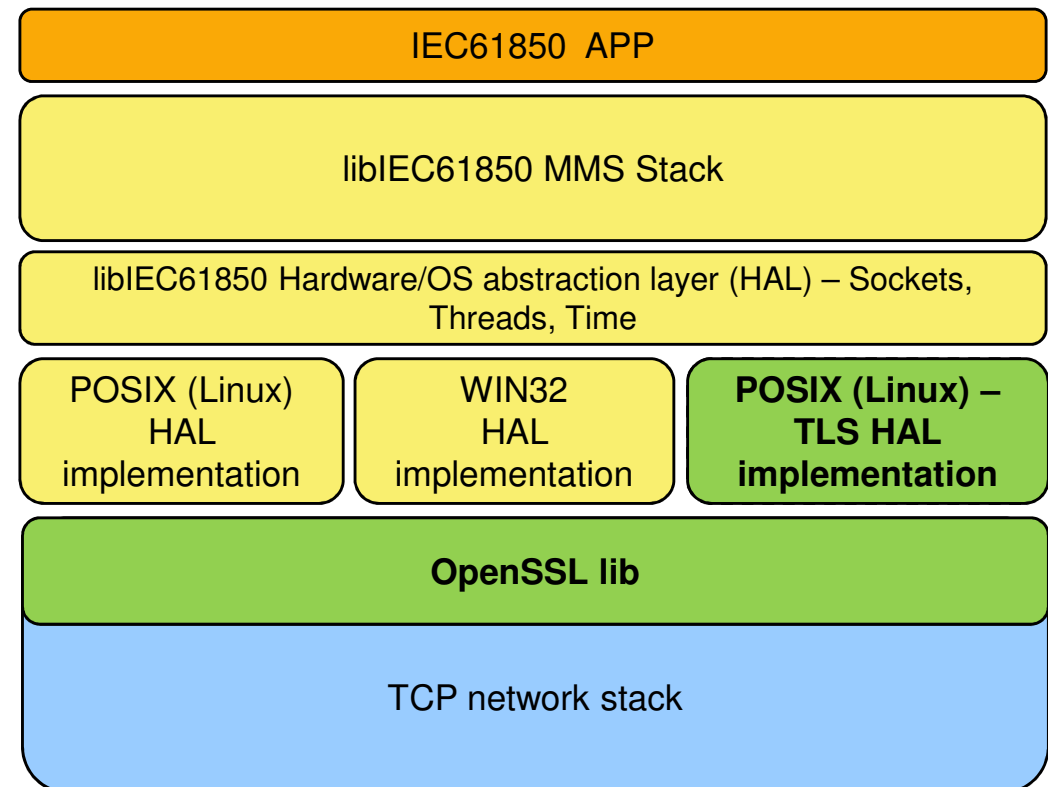 IEC61850 APP
libIEC61850 MMS Stack
libIEC61850 Hardware/OS abstraction layer (HAL) – Sockets,
Threads, Time
POSIX (Linux)
HAL
implementation
WIN32
HAL
implementation
POSIX (Linux) –
TLS HAL
implementation
OpenSSL lib
TCP network stack